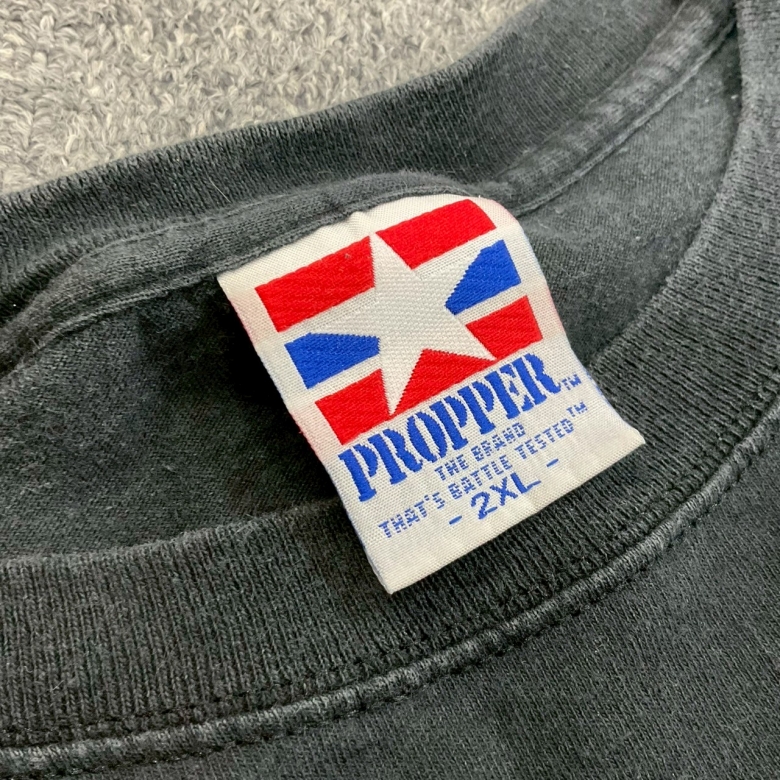 PROPPER™
THE BRAND
THAT'S BATTLE TESTED™
- 2XL -